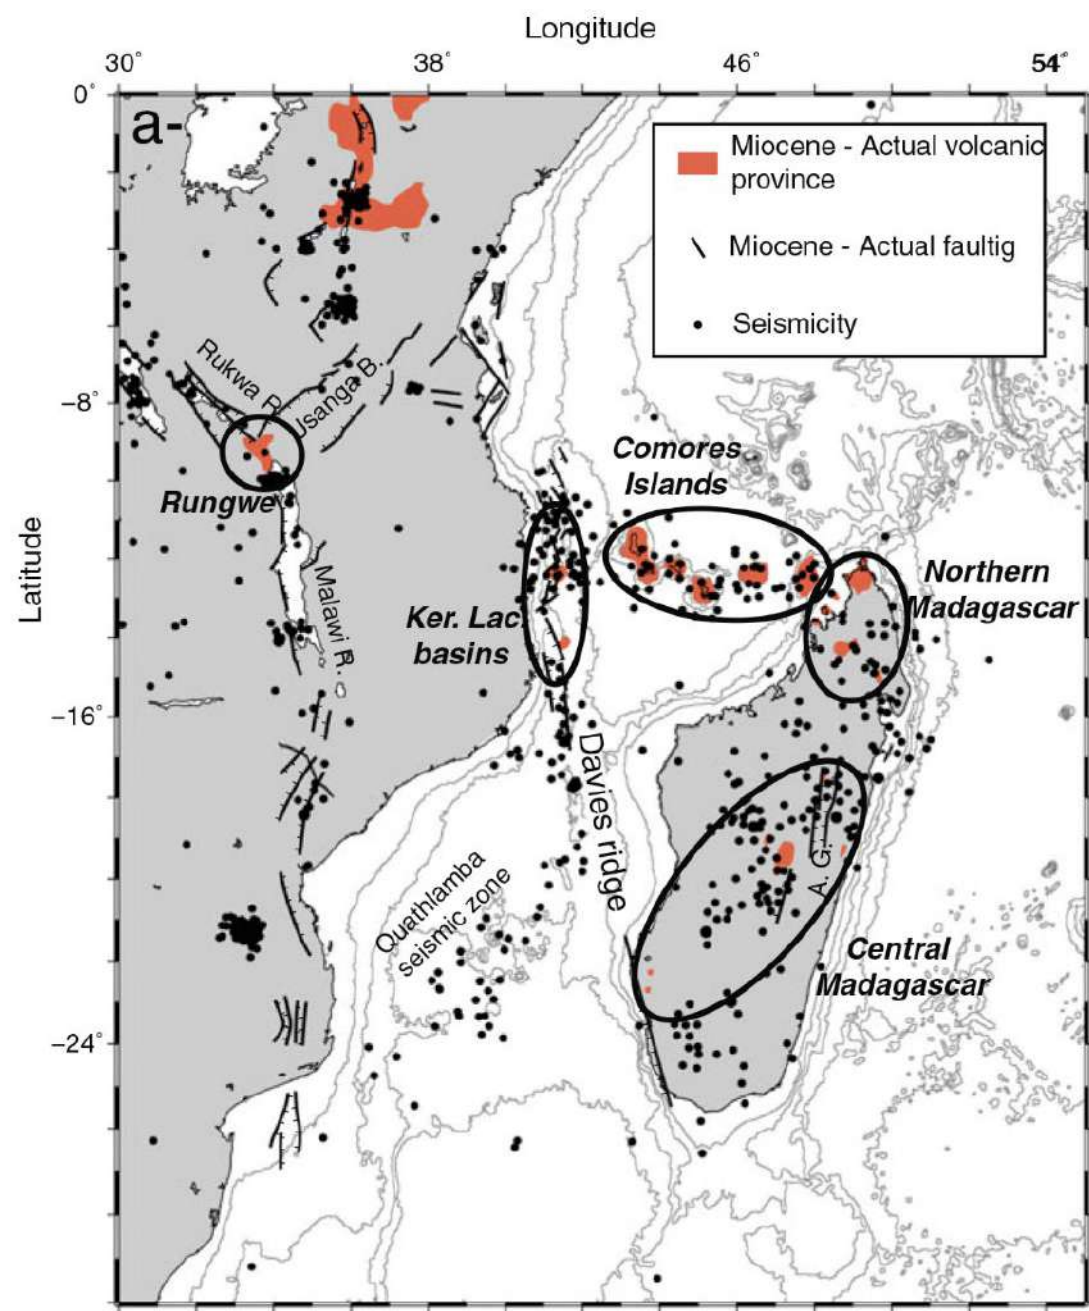 Longitude
30° 38° 46° 54°
0°
a-
Miocene - Actual volcanic
province
Miocene - Actual faultig
Seismicity
Rukwa R.
Usanga B.
−8°
Rungwe
Comores
Islands
Latitude
Malawi R.
Ker. Lac.
basins
Northern
Madagascar
−16°
Davies ridge
A. G.
Quathlamba
seismic zone
Central
Madagascar
−24°